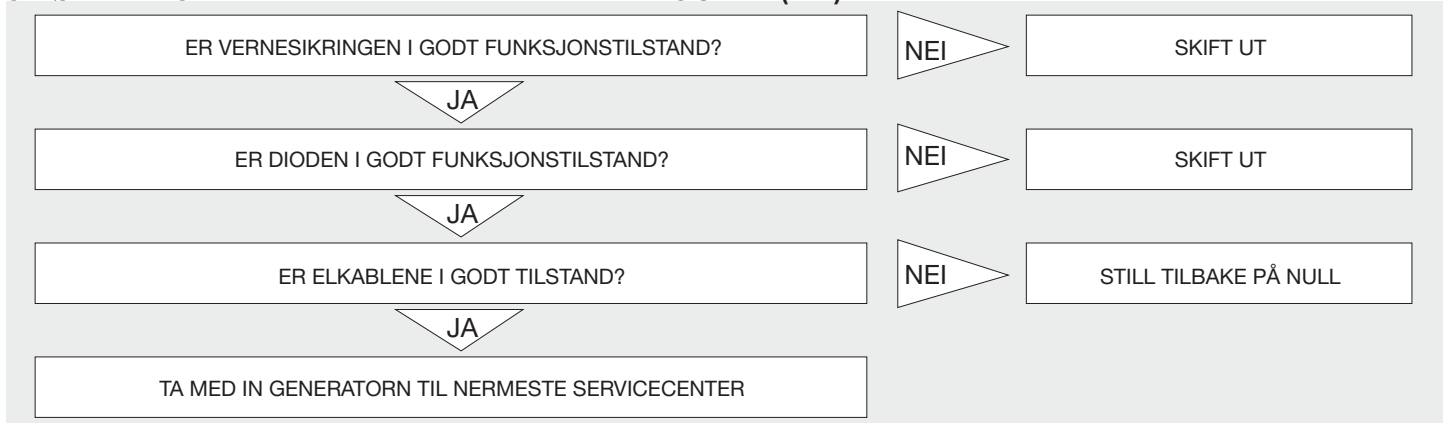 ER VERNESIKRINGEN I GODT FUNKSJONSTILSTAND?
NEI
SKIFT UT
JA
ER DIODEN I GODT FUNKSJONSTILSTAND?
NEI
SKIFT UT
JA
ER ELKABLENE I GODT TILSTAND?
NEI
STILL TILBAKE PÅ NULL
JA
TA MED IN GENERATORN TIL NERMESTE SERVICECENTER